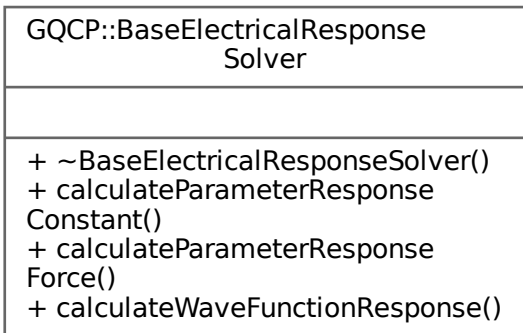 GQCP::BaseElectricalResponse
Solver
+ ~BaseElectricalResponseSolver()
+ calculateParameterResponse
Constant()
+ calculateParameterResponse
Force()
+ calculateWaveFunctionResponse()